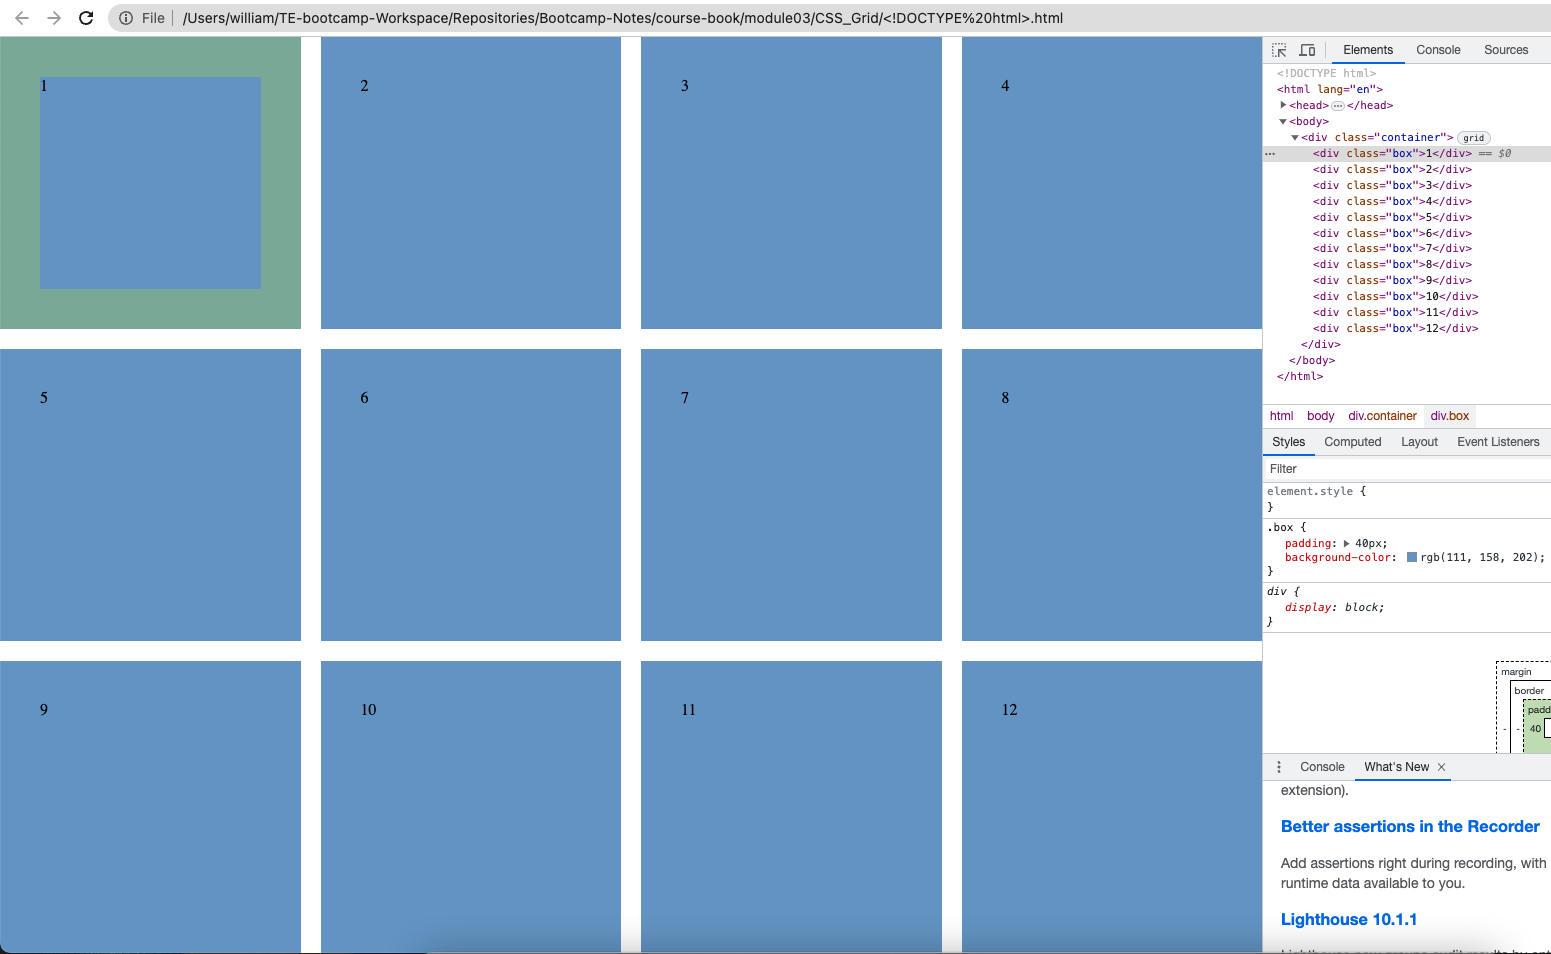 File /Users/william/TE-bootcamp-Workspace/Repositories/Bootcamp-Notes/course-book/module03/CSS_Grid/<!DOCTYPE%20html>.html
1 2 3 4
5 6 7 8
9 10 11 12
Elements Console Sources
<!DOCTYPE html>
<html lang="en">
<head>…</head>
<body>
<div class="container"> grid
<div class="box">1</div> == $0
<div class="box">2</div>
<div class="box">3</div>
<div class="box">4</div>
<div class="box">5</div>
<div class="box">6</div>
<div class="box">7</div>
<div class="box">8</div>
<div class="box">9</div>
<div class="box">10</div>
<div class="box">11</div>
<div class="box">12</div>
</div>
</body>
</html>
html body div.container div.box
Styles Computed Layout Event Listeners
Filter
element.style {
}
.box {
padding: 40px;
background-color: rgb(111, 158, 202);
}
div {
display: block;
}
margin
border
padd
- - 40
Console What's New
extension).
Better assertions in the Recorder
Add assertions right during recording, with
runtime data available to you.
Lighthouse 10.1.1